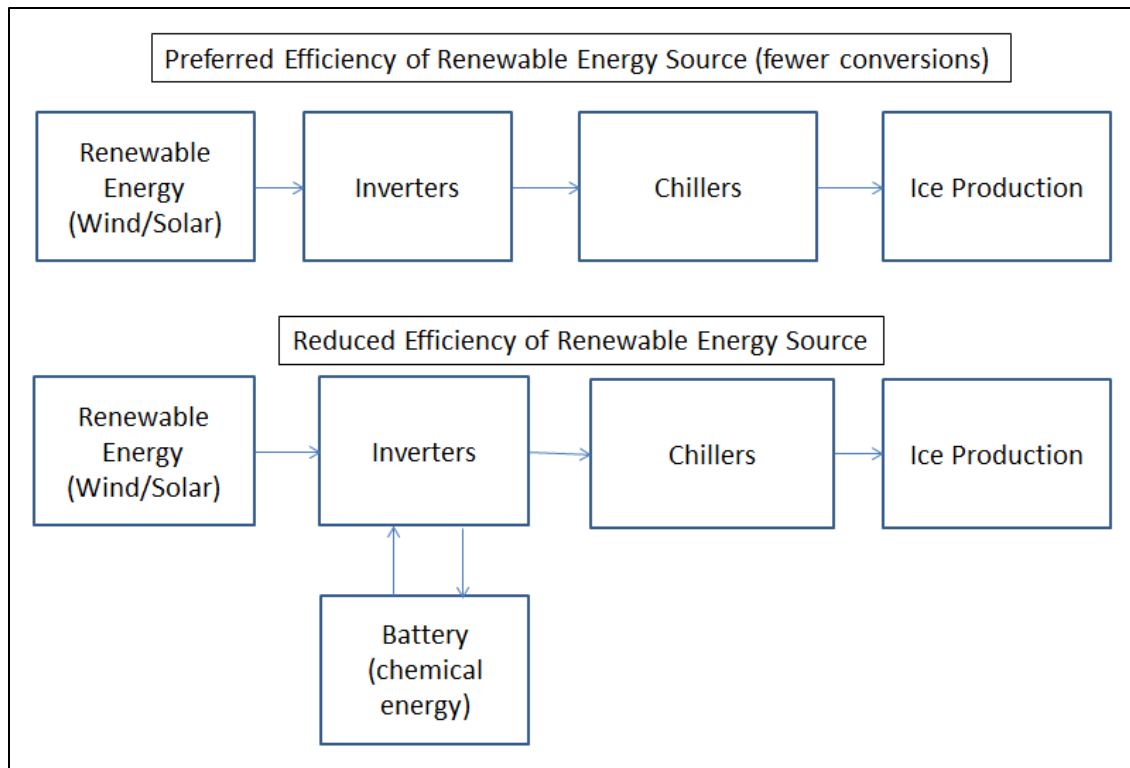 Preferred Efficiency of Renewable Energy Source (fewer conversions)
Renewable
Energy
(Wind/Solar)
Inverters
Chillers
Ice Production
Reduced Efficiency of Renewable Energy Source
Renewable
Energy
(Wind/Solar)
Inverters
Chillers
Ice Production
Battery
(chemical
energy)